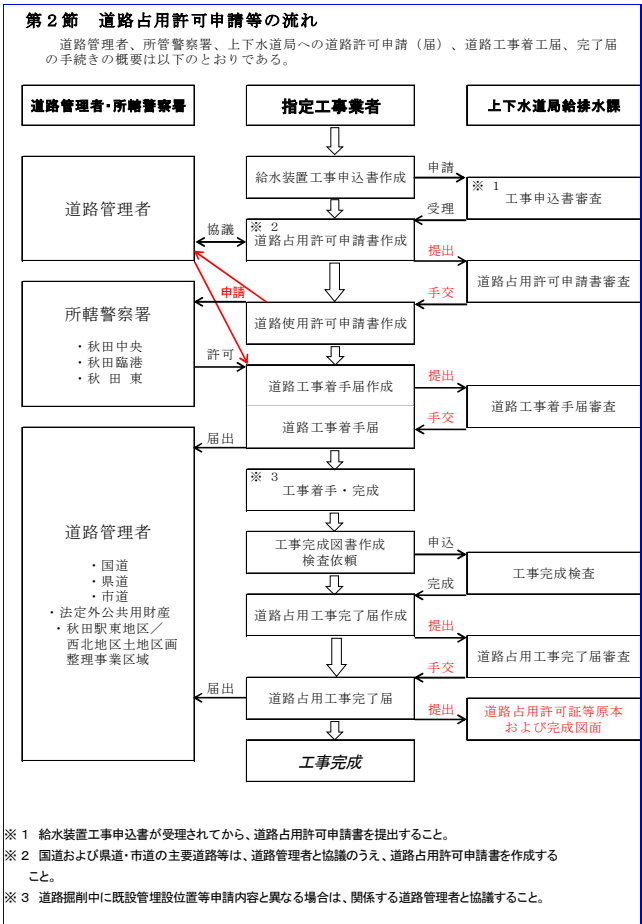 第２節　道路占用許可申請等の流れ
道路管理者、所管警察署、上下水道局への道路許可申請（届）、道路工事着工届、完了届
の手続きの概要は以下のとおりである。
道路管理者・所轄警察署
指定工事業者
上下水道局給排水課
給水装置工事申込書作成
申請
※ １
工事申込書審査
受理
道路管理者
協議
※ ２
道路占用許可申請書作成
提出
道路占用許可申請書審査
手交
申請
所轄警察署
・秋田中央
・秋田臨港
・秋 田 東
道路使用許可申請書作成
許可
道路工事着手届作成
提出
道路工事着手届審査
道路工事着手届
手交
届出
※ ３
工事着手・完成
道路管理者
・国道
・県道
・市道
・法定外公共用財産
・秋田駅東地区／
西北地区土地区画
整理事業区域
工事完成図書作成
検査依頼
申込
工事完成検査
完成
道路占用工事完了届作成
提出
道路占用工事完了届審査
手交
届出
道路占用工事完了届
提出
道路占用許可証等原本
および完成図面
工事完成
※１ 給水装置工事申込書が受理されてから、道路占用許可申請書を提出すること。
※２ 国道および県道・市道の主要道路等は、道路管理者と協議のうえ、道路占用許可申請書を作成する
こと。
※３ 道路掘削中に既設管埋設位置等申請内容と異なる場合は、関係する道路管理者と協議すること。